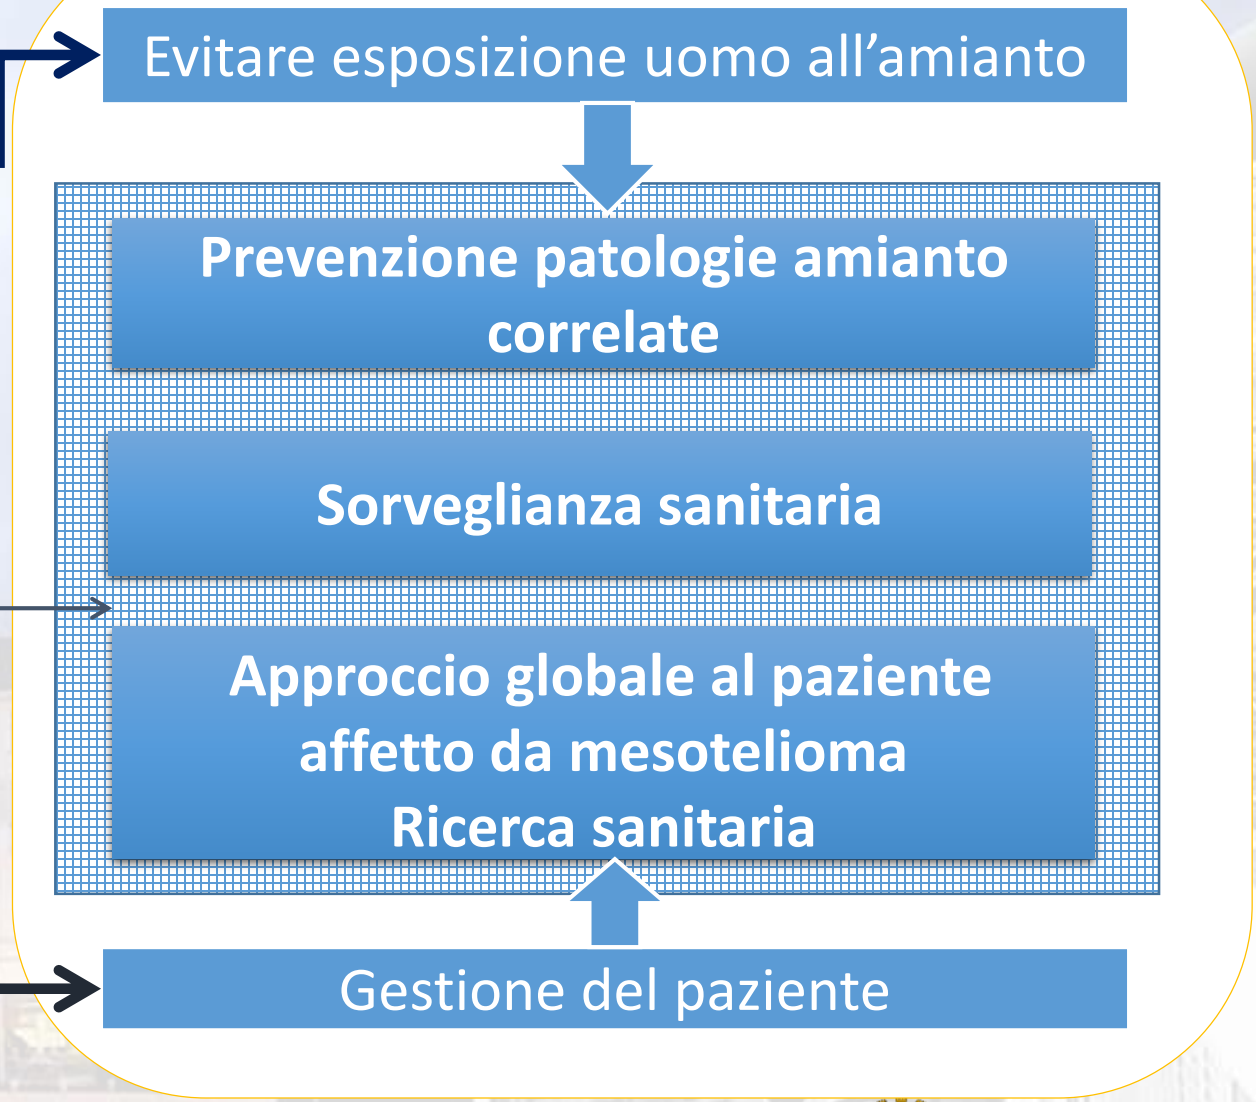 Evitare esposizione uomo all’amianto
Prevenzione patologie amianto
correlate
Sorveglianza sanitaria
Approccio globale al paziente
affetto da mesotelioma
Ricerca sanitaria
Gestione del paziente